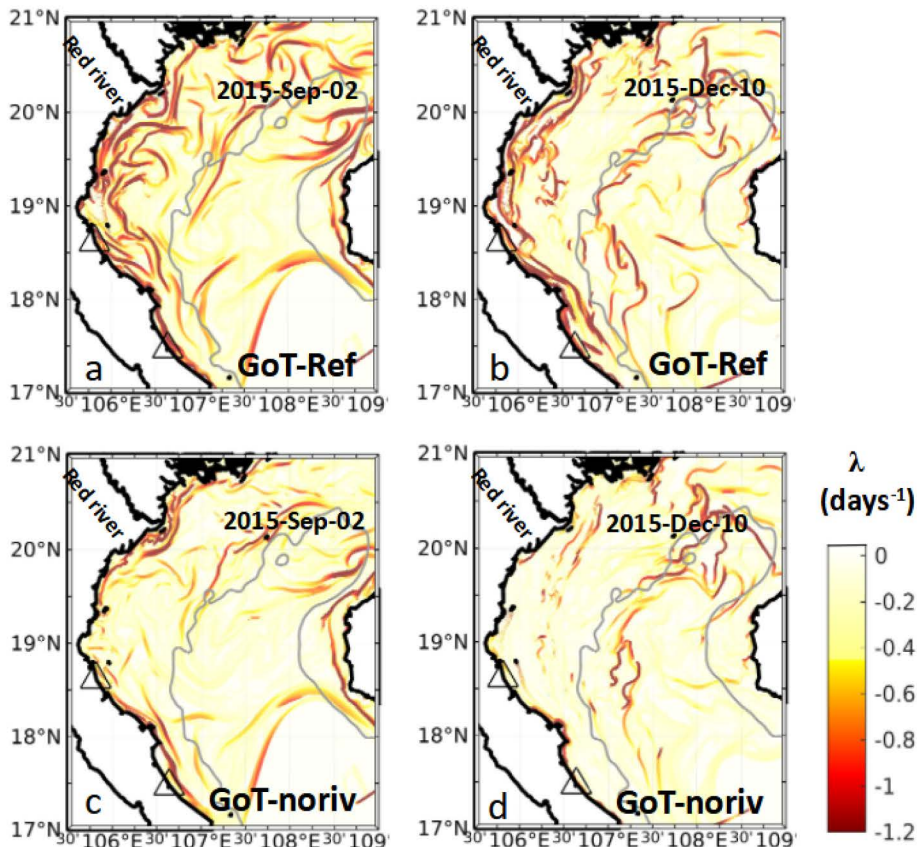 21°N
20°N
19°N
18°N
17°N
30' 106°E 30' 107°E 30' 108°E 30' 109
Red river
2015-Sep-02
a
GoT-Ref
21°N
20°N
19°N
18°N
17°N
30' 106°E 30' 107°E 30' 108°E 30' 109
Red river
2015-Dec-10
b
GoT-Ref
21°N
20°N
19°N
18°N
17°N
30' 106°E 30' 107°E 30' 108°E 30' 109
Red river
2015-Sep-02
c
GoT-noriv
21°N
20°N
19°N
18°N
17°N
30' 106°E 30' 107°E 30' 108°E 30' 109
Red river
2015-Dec-10
d
GoT-noriv
λ
(days⁻¹)
0
-0.2
-0.4
-0.6
-0.8
-1
-1.2